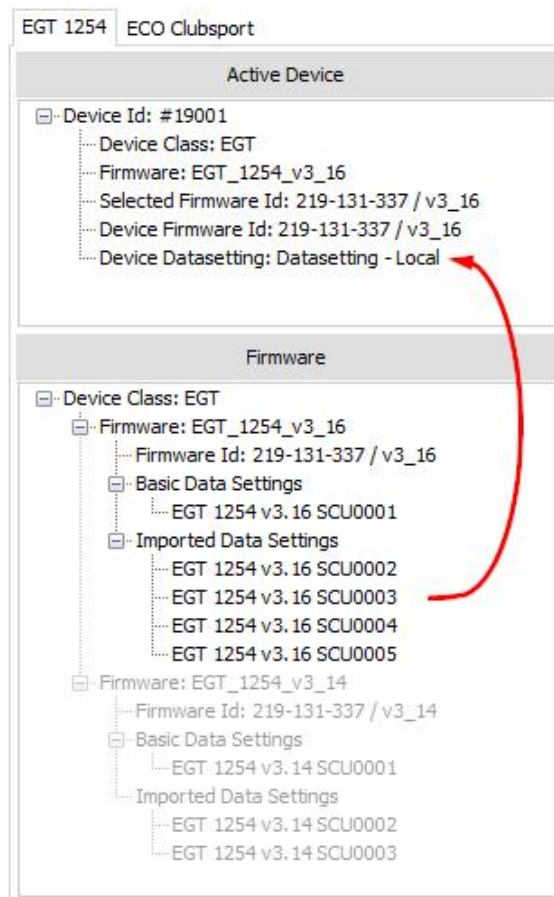 EGT 1254 ECO Clubsport
Active Device
Device Id: #19001
Device Class: EGT
Firmware: EGT_1254_v3_16
Selected Firmware Id: 219-131-337 / v3_16
Device Firmware Id: 219-131-337 / v3_16
Device Datasetting: Datasetting - Local
Firmware
Device Class: EGT
Firmware: EGT_1254_v3_16
Firmware Id: 219-131-337 / v3_16
Basic Data Settings
EGT 1254 v3.16 SCU0001
Imported Data Settings
EGT 1254 v3.16 SCU0002
EGT 1254 v3.16 SCU0003
EGT 1254 v3.16 SCU0004
EGT 1254 v3.16 SCU0005
Firmware: EGT_1254_v3_14
Firmware Id: 219-131-337 / v3_14
Basic Data Settings
EGT 1254 v3.14 SCU0001
Imported Data Settings
EGT 1254 v3.14 SCU0002
EGT 1254 v3.14 SCU0003